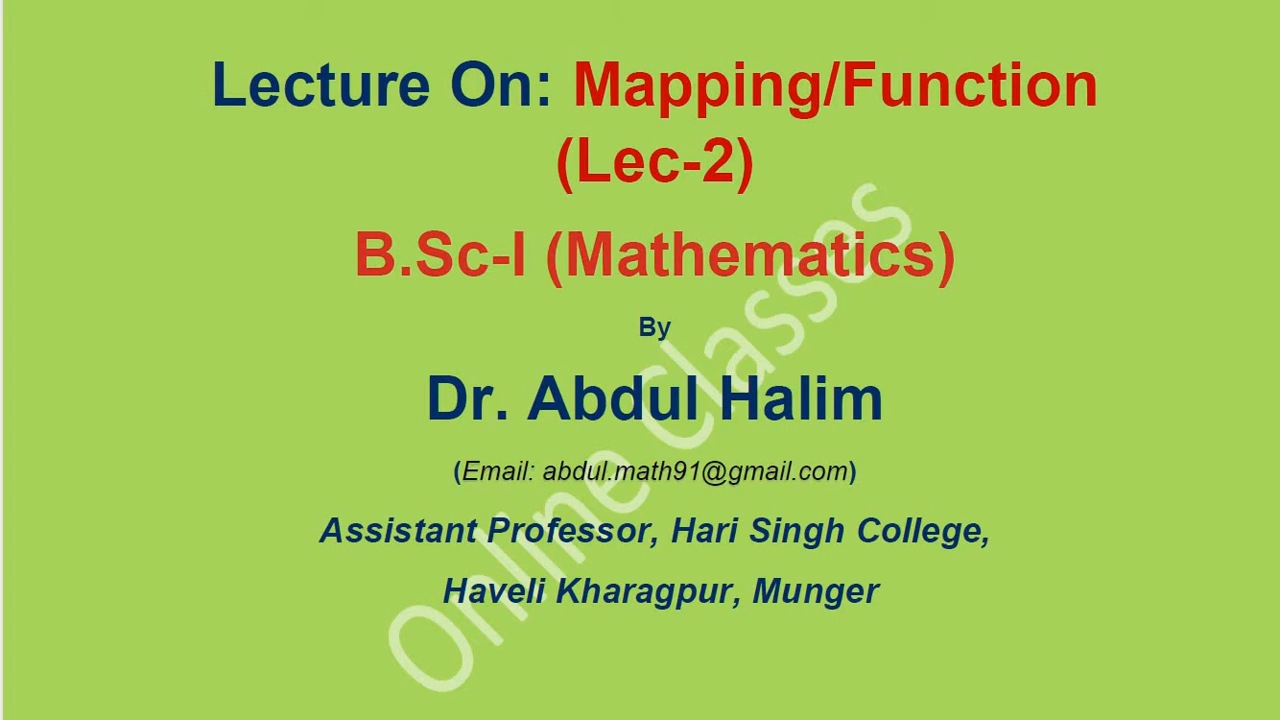 Lecture On: Mapping/Function
(Lec-2)
B.Sc-I (Mathematics)
By
Dr. Abdul Halim
(Email: abdul.math91@gmail.com)
Assistant Professor, Hari Singh College,
Haveli Kharagpur, Munger
Online Classes